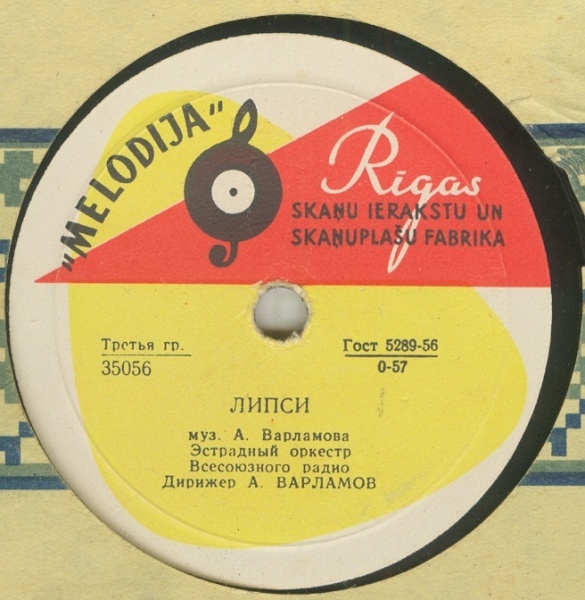 „MELODIJA”
Rīgas
SKAŅU IERAKSTU UN
SKAŅUPLAŠU FABRIKA
Третья гр.
35056
Гост 5289-56
0-57
ЛИПСИ
муз. А. Варламова
Эстрадный оркестр
Всесоюзного радио
Дирижер А. ВАРЛАМОВ